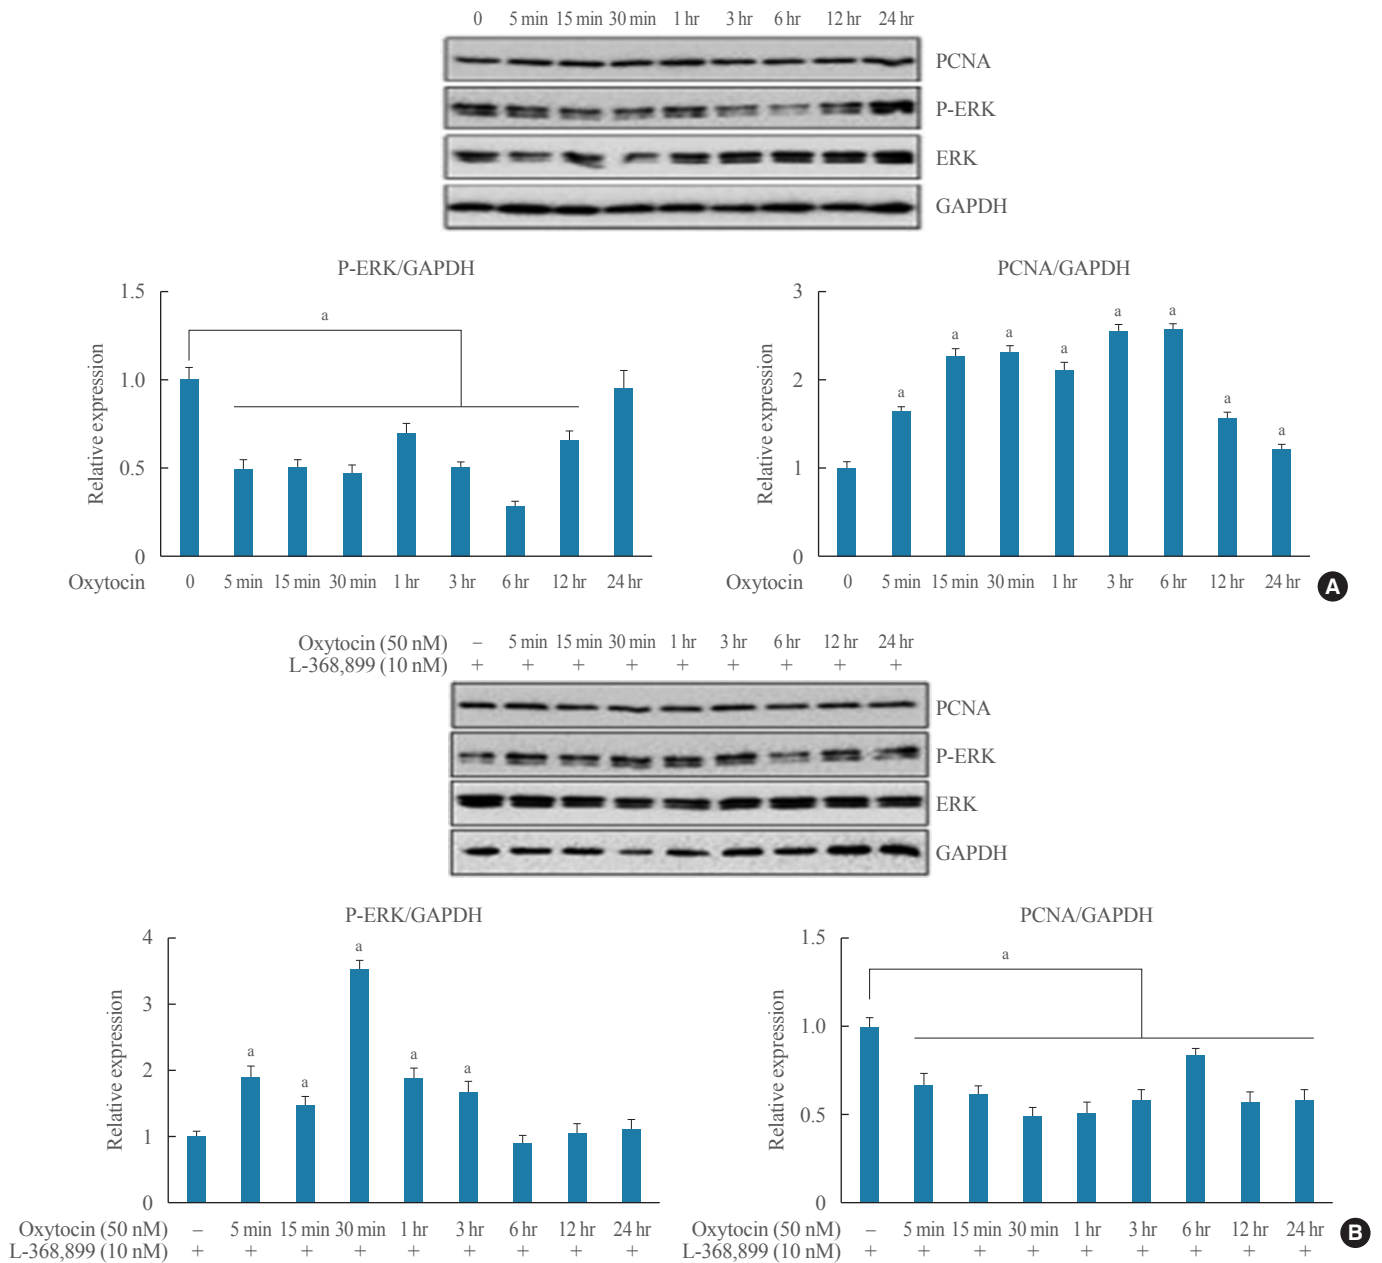 0 5 min 15 min 30 min 1 hr 3 hr 6 hr 12 hr 24 hr
PCNA
P-ERK
ERK
GAPDH
P-ERK/GAPDH
1.5
1.0
0.5
0
Relative expression
a
Oxytocin 0 5 min 15 min 30 min 1 hr 3 hr 6 hr 12 hr 24 hr
PCNA/GAPDH
3
2
1
0
Relative expression
a a a a a a a a
Oxytocin 0 5 min 15 min 30 min 1 hr 3 hr 6 hr 12 hr 24 hr
A
Oxytocin (50 nM) – 5 min 15 min 30 min 1 hr 3 hr 6 hr 12 hr 24 hr
L-368,899 (10 nM) + + + + + + + + +
PCNA
P-ERK
ERK
GAPDH
P-ERK/GAPDH
4
3
2
1
0
Relative expression
a a a a a
Oxytocin (50 nM) – 5 min 15 min 30 min 1 hr 3 hr 6 hr 12 hr 24 hr
L-368,899 (10 nM) + + + + + + + + +
PCNA/GAPDH
1.5
1.0
0.5
0
Relative expression
a
Oxytocin (50 nM) – 5 min 15 min 30 min 1 hr 3 hr 6 hr 12 hr 24 hr
L-368,899 (10 nM) + + + + + + + + +
B